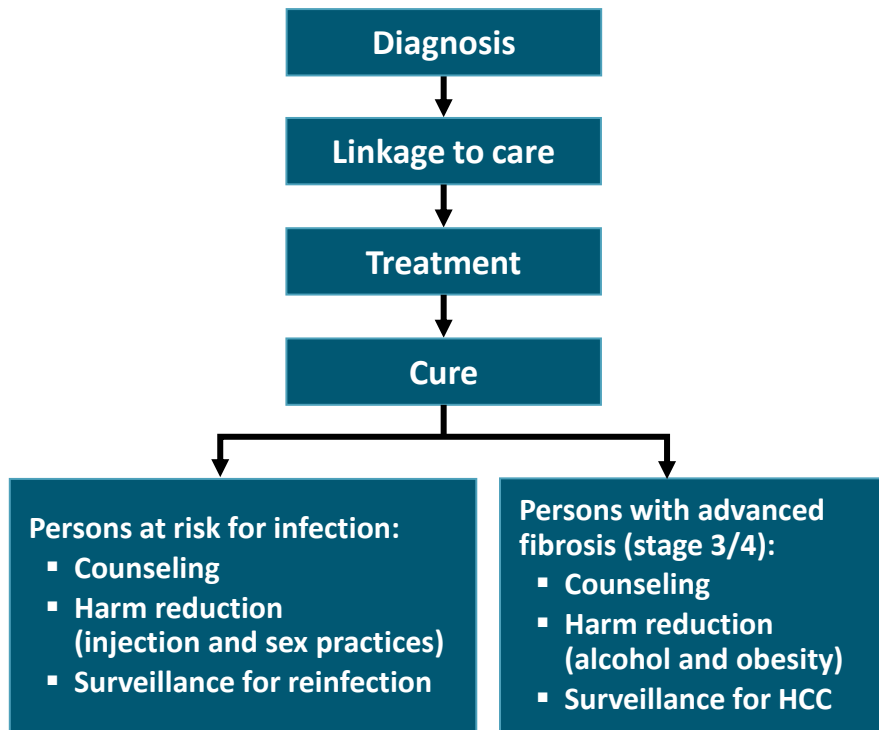 Diagnosis
Linkage to care
Treatment
Cure
Persons at risk for infection:
▪ Counseling
▪ Harm reduction
(injection and sex practices)
▪ Surveillance for reinfection
Persons with advanced
fibrosis (stage 3/4):
▪ Counseling
▪ Harm reduction
(alcohol and obesity)
▪ Surveillance for HCC